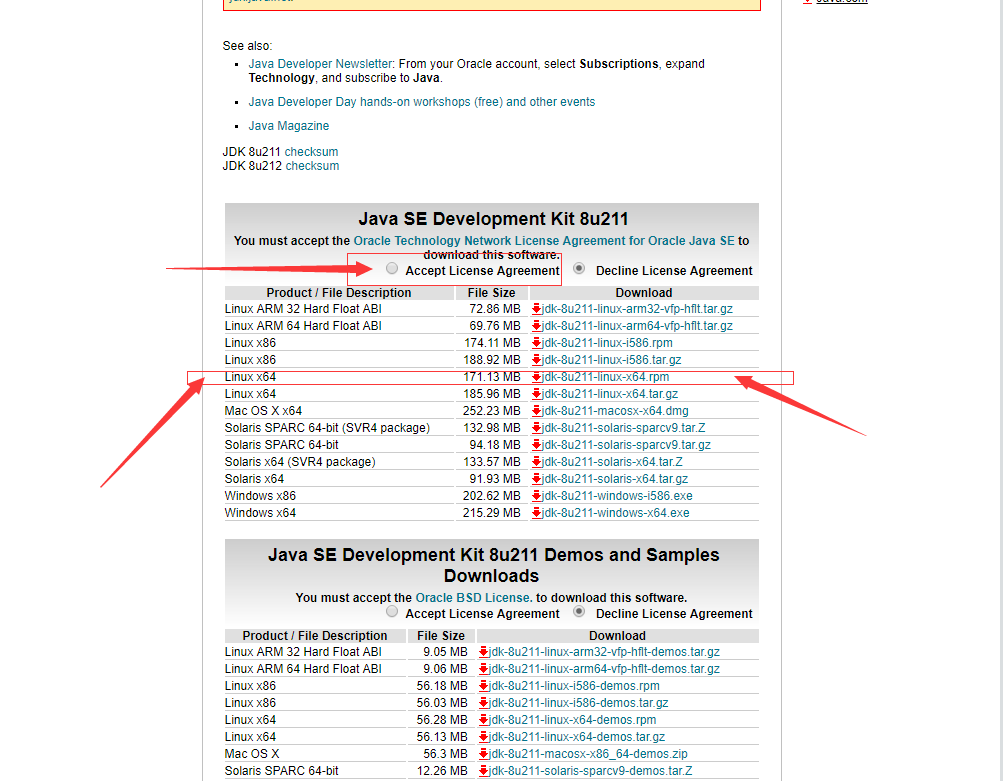 See also:
Java Developer Newsletter: From your Oracle account, select Subscriptions, expand
Technology, and subscribe to Java.
Java Developer Day hands-on workshops (free) and other events
Java Magazine
JDK 8u211 checksum
JDK 8u212 checksum
Java SE Development Kit 8u211
You must accept the Oracle Technology Network License Agreement for Oracle Java SE to
download this software.
Accept License Agreement Decline License Agreement
Product / File Description File Size Download
Linux ARM 32 Hard Float ABI 72.86 MB jdk-8u211-linux-arm32-vfp-hflt.tar.gz
Linux ARM 64 Hard Float ABI 69.76 MB jdk-8u211-linux-arm64-vfp-hflt.tar.gz
Linux x86 174.11 MB jdk-8u211-linux-i586.rpm
Linux x86 188.92 MB jdk-8u211-linux-i586.tar.gz
Linux x64 171.13 MB jdk-8u211-linux-x64.rpm
Linux x64 185.96 MB jdk-8u211-linux-x64.tar.gz
Mac OS X x64 252.23 MB jdk-8u211-macosx-x64.dmg
Solaris SPARC 64-bit (SVR4 package) 132.98 MB jdk-8u211-solaris-sparcv9.tar.Z
Solaris SPARC 64-bit 94.18 MB jdk-8u211-solaris-sparcv9.tar.gz
Solaris x64 (SVR4 package) 133.57 MB jdk-8u211-solaris-x64.tar.Z
Solaris x64 91.93 MB jdk-8u211-solaris-x64.tar.gz
Windows x86 202.62 MB jdk-8u211-windows-i586.exe
Windows x64 215.29 MB jdk-8u211-windows-x64.exe
Java SE Development Kit 8u211 Demos and Samples
Downloads
You must accept the Oracle BSD License. to download this software.
Accept License Agreement Decline License Agreement
Product / File Description File Size Download
Linux ARM 32 Hard Float ABI 9.05 MB jdk-8u211-linux-arm32-vfp-hflt-demos.tar.gz
Linux ARM 64 Hard Float ABI 9.06 MB jdk-8u211-linux-arm64-vfp-hflt-demos.tar.gz
Linux x86 56.18 MB jdk-8u211-linux-i586-demos.rpm
Linux x86 56.03 MB jdk-8u211-linux-i586-demos.tar.gz
Linux x64 56.28 MB jdk-8u211-linux-x64-demos.rpm
Linux x64 56.13 MB jdk-8u211-linux-x64-demos.tar.gz
Mac OS X 56.3 MB jdk-8u211-macosx-x86_64-demos.zip
Solaris SPARC 64-bit 12.26 MB jdk-8u211-solaris-sparcv9-demos.tar.Z